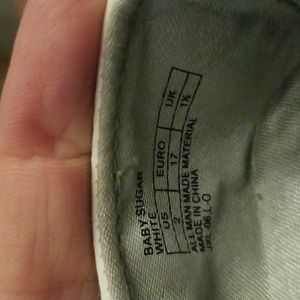 BABY SUGAR
WHITE
US EURO UK
2 17 1½
ALL MAN MADE MATERIAL
MADE IN CHINA
L-O